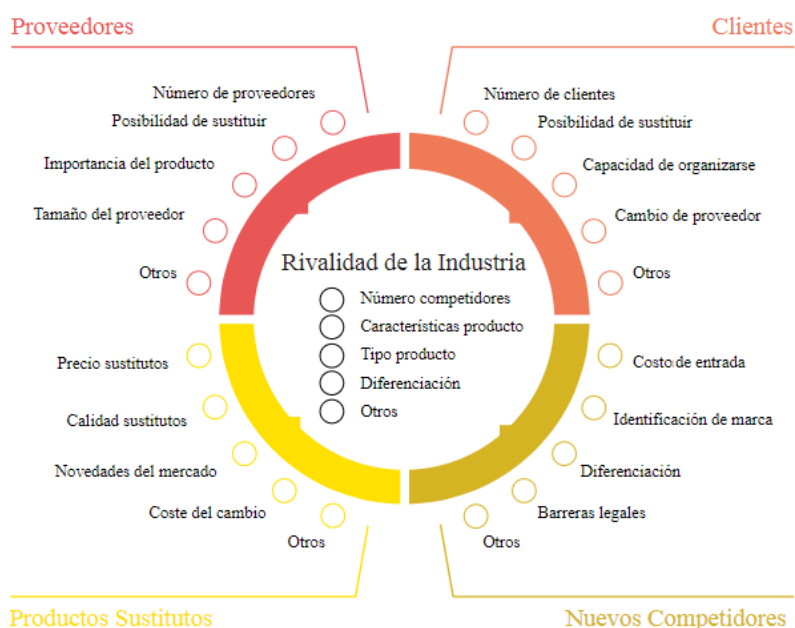 Proveedores
Clientes
Número de proveedores
Posibilidad de sustituir
Importancia del producto
Tamaño del proveedor
Otros
Número de clientes
Posibilidad de sustituir
Capacidad de organizarse
Cambio de proveedor
Otros
Rivalidad de la Industria
Número competidores
Características producto
Tipo producto
Diferenciación
Otros
Precio sustitutos
Calidad sustitutos
Novedades del mercado
Coste del cambio
Otros
Costo de entrada
Identificación de marca
Diferenciación
Barreras legales
Otros
Productos Sustitutos
Nuevos Competidores